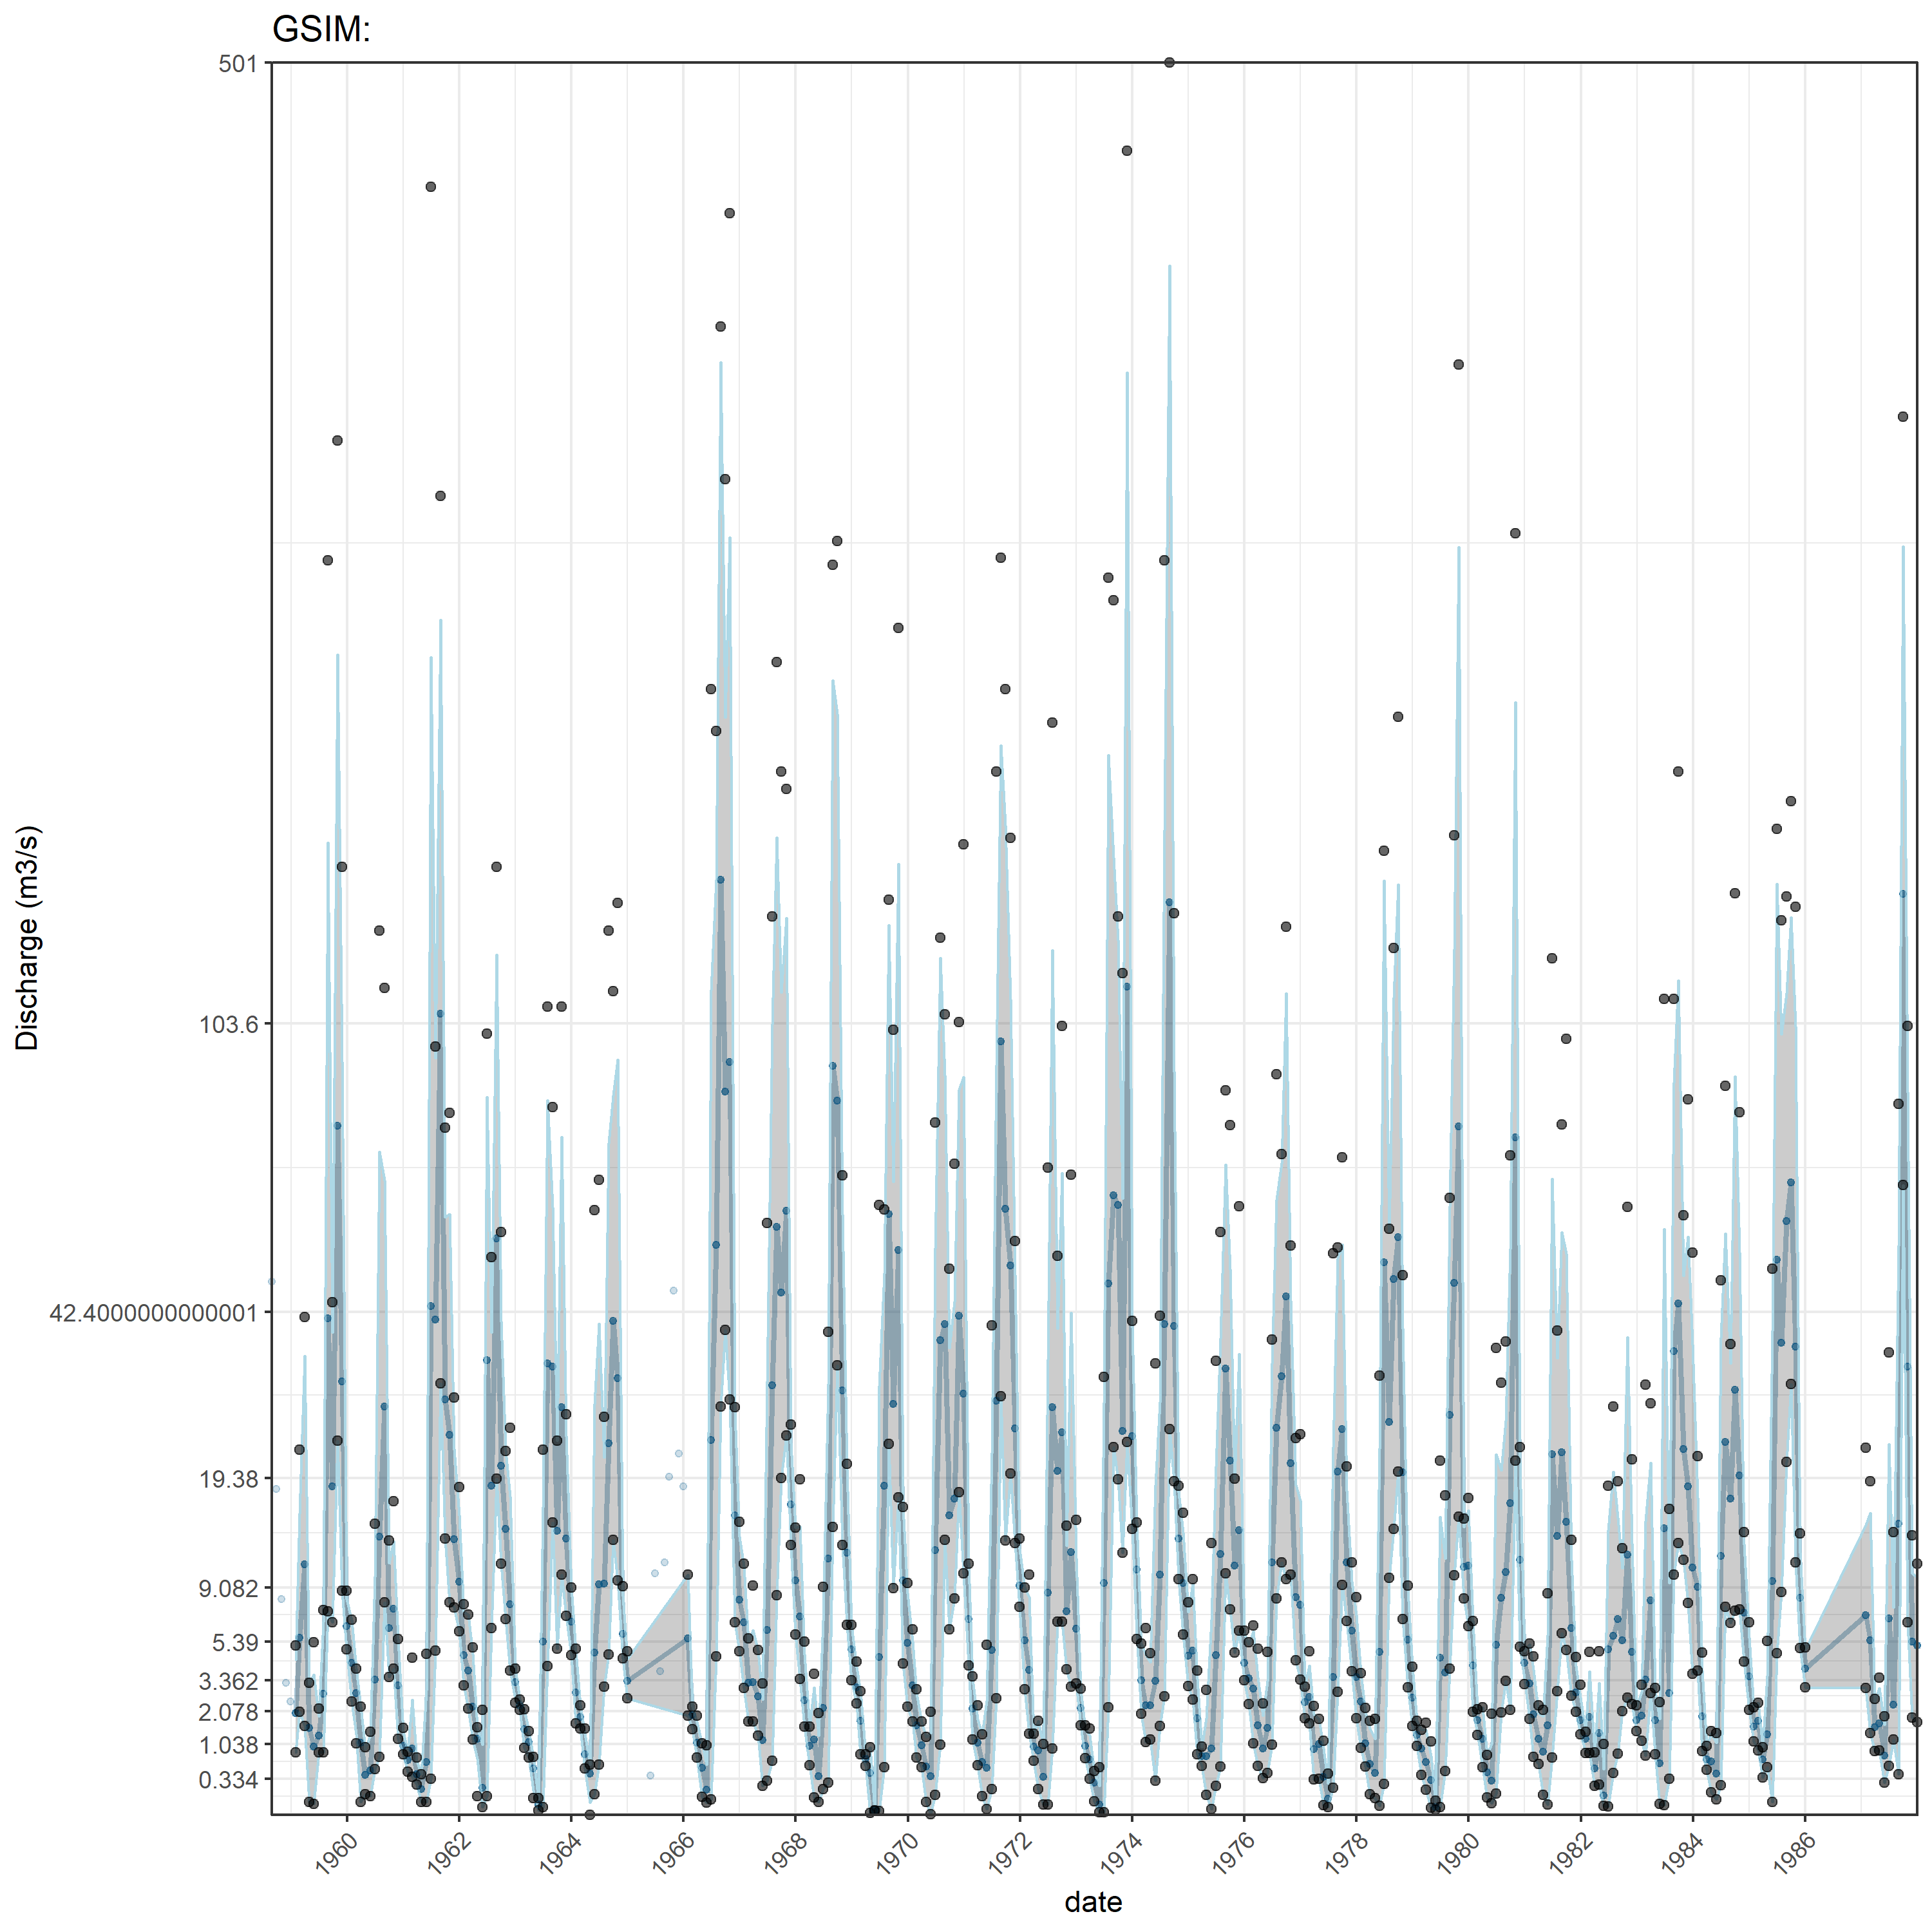 GSIM:
501
103.6
42.4000000000001
19.38
9.082
5.39
3.362
2.078
1.038
0.334
Discharge (m3/s)
1960 1962 1964 1966 1968 1970 1972 1974 1976 1978 1980 1982 1984 1986
date